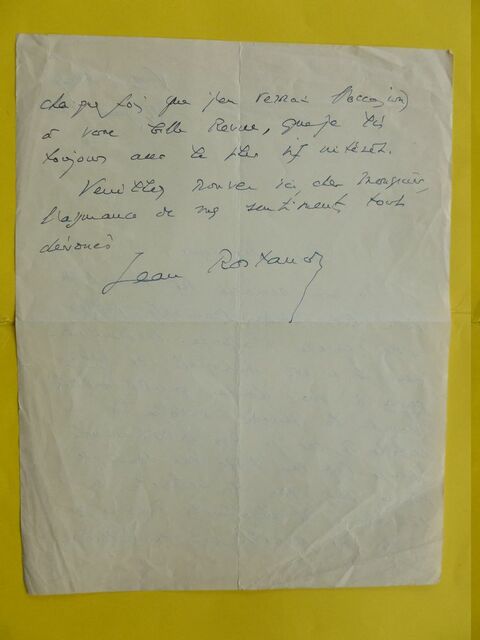 chaque fois que j'en verrai l'occasion)
à votre belle Revue, que je lis
toujours avec le plus vif intérêt.
Veuillez trouver ici, cher Monsieur,
l'assurance de mes sentiments tout
dévoués
Jean Rostand